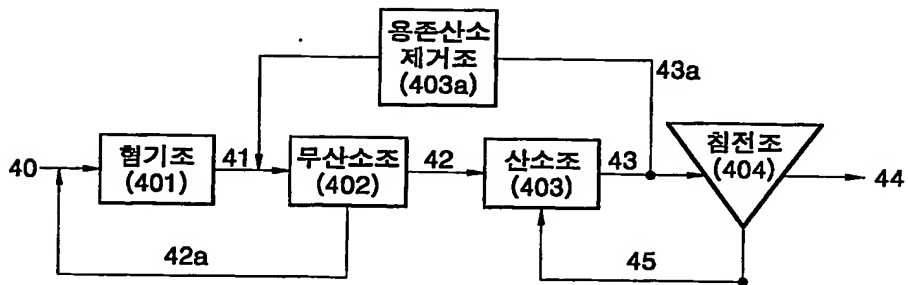 용존산소
제거조
(403a)
43a
40
혐기조
(401)
41
무산소조
(402)
42
산소조
(403)
43
침전조
(404)
44
42a
45